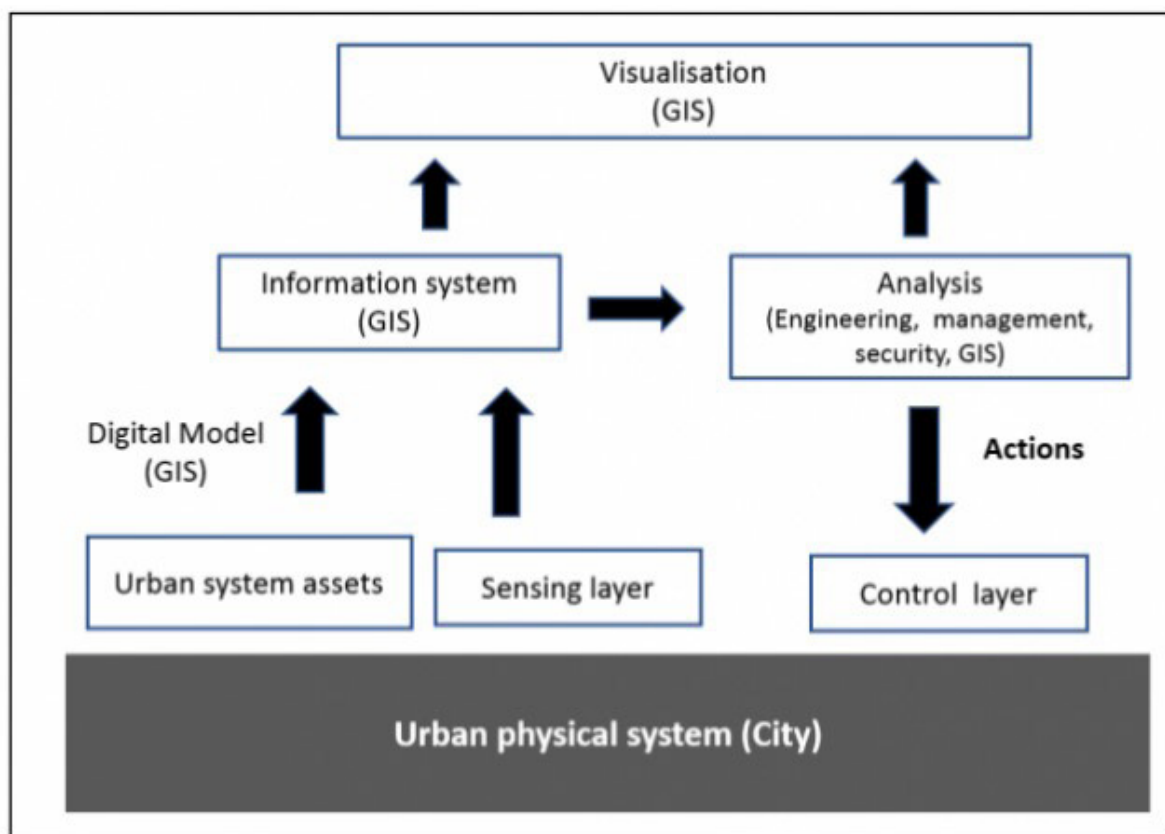 Visualisation
(GIS)
Information system
(GIS)
Analysis
(Engineering, management,
security, GIS)
Digital Model
(GIS)
Actions
Urban system assets
Sensing layer
Control layer
Urban physical system (City)